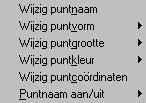 Wijzig puntnaam
Wijzig puntvorm
Wijzig puntgrootte
Wijzig puntkleur
Wijzig puntcoördinaten
Puntnaam aan/uit